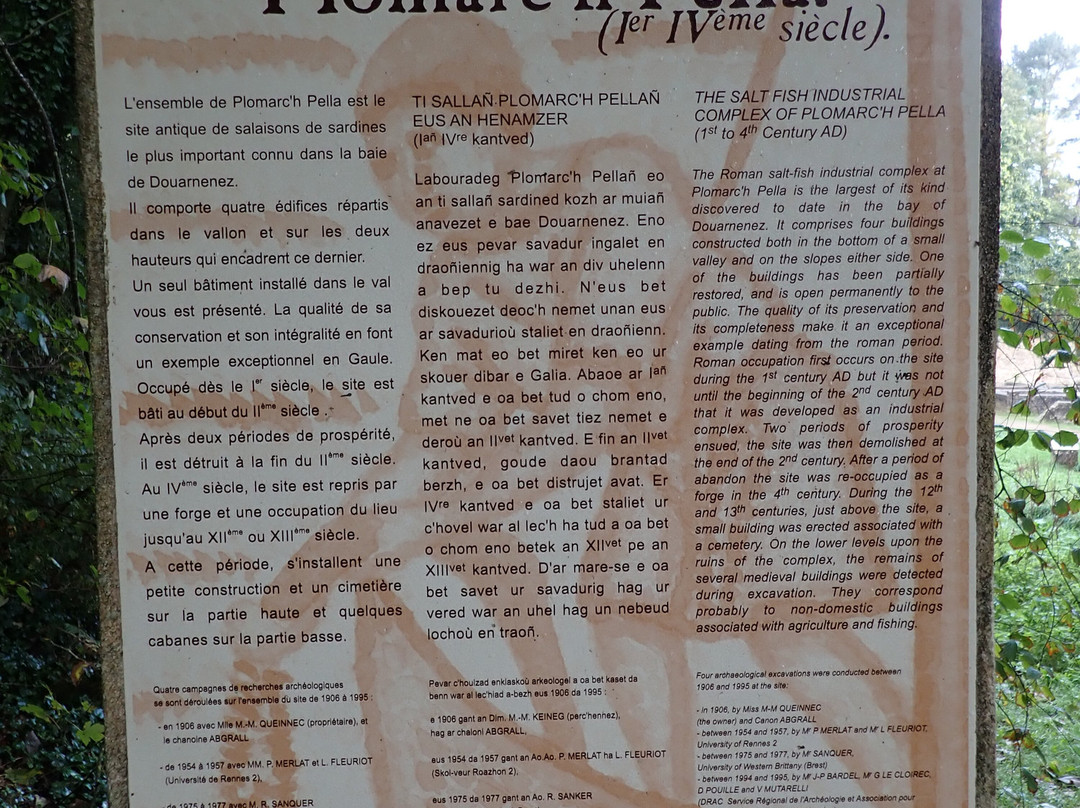 (Ier IVème siècle).
L'ensemble de Plomarc'h Pella est le
site antique de salaisons de sardines
le plus important connu dans la baie
de Douarnenez.
Il comporte quatre édifices répartis
dans le vallon et sur les deux
hauteurs qui encadrent ce dernier.
Un seul bâtiment installé dans le val
vous est présenté. La qualité de sa
conservation et son intégralité en font
un exemple exceptionnel en Gaule.
Occupé dès le Ier siècle, le site est
bâti au début du IIème siècle .
Après deux périodes de prospérité,
il est détruit à la fin du IIème siècle.
Au IVème siècle, le site est repris par
une forge et une occupation du lieu
jusqu'au XIIème ou XIIIème siècle.
A cette période, s'installent une
petite construction et un cimetière
sur la partie haute et quelques
cabanes sur la partie basse.
Quatre campagnes de recherches archéologiques
se sont déroulées sur l'ensemble du site de 1906 à 1995 :
- en 1906 avec Mlle M.-M. QUEINNEC (propriétaire), et
le chanoine ABGRALL
- de 1954 à 1957 avec MM. P. MERLAT et L. FLEURIOT
(Université de Rennes 2),
- de 1975 à 1977 avec M. R. SANQUER
TI SALLAÑ PLOMARC'H PELLAÑ
EUS AN HENAMZER
(Iañ IVre kantved)
Labouradeg Plomarc'h Pellañ eo
an ti sallañ sardined kozh ar muiañ
anavezet e bae Douarnenez. Eno
ez eus pevar savadur ingalet en
draoñiennig ha war an div uhelenn
a bep tu dezhi. N'eus bet
diskouezet deoc'h nemet unan eus
ar savadurioù staliet en draoñienn.
Ken mat eo bet miret ken eo ur
skouer dibar e Galia. Abaoe ar Iañ
kantved e oa bet tud o chom eno,
met ne oa bet savet tiez nemet e
deroù an IIvet kantved. E fin an IIvet
kantved, goude daou brantad
berzh, e oa bet distrujet avat. Er
IVre kantved e oa bet staliet ur
c'hovel war al lec'h ha tud a oa bet
o chom eno betek an XIIvet pe an
XIIIvet kantved. D'ar mare-se e oa
bet savet ur savadurig hag ur
vered war an uhel hag un nebeud
lochoù en traoñ.
Pevar c'houlzad enklaskoù arkeologel a oa bet kaset da
benn war al lec'hiad a-bezh eus 1906 da 1995 :
e 1906 gant an Dim. M.-M. KEINEG (perc'hennez),
hag ar chaloni ABGRALL,
eus 1954 da 1957 gant an Ao.Ao. P. MERLAT ha L. FLEURIOT
(Skol-veur Roazhon 2),
eus 1975 da 1977 gant an Ao. R. SANKER
THE SALT FISH INDUSTRIAL
COMPLEX OF PLOMARC'H PELLA
(1st to 4th Century AD)
The Roman salt-fish industrial complex at
Plomarc'h Pella is the largest of its kind
discovered to date in the bay of
Douarnenez. It comprises four buildings
constructed both in the bottom of a small
valley and on the slopes either side. One
of the buildings has been partially
restored, and is open permanently to the
public. The quality of its preservation and
its completeness make it an exceptional
example dating from the roman period.
Roman occupation first occurs on the site
during the 1st century AD but it was not
until the beginning of the 2nd century AD
that it was developed as an industrial
complex. Two periods of prosperity
ensued, the site was then demolished at
the end of the 2nd century. After a period of
abandon the site was re-occupied as a
forge in the 4th century. During the 12th
and 13th centuries, just above the site, a
small building was erected associated with
a cemetery. On the lower levels upon the
ruins of the complex, the remains of
several medieval buildings were detected
during excavation. They correspond
probably to non-domestic buildings
associated with agriculture and fishing.
Four archaeological excavations were conducted between
1906 and 1995 at the site:
- in 1906, by Miss M-M QUEINNEC
(the owner) and Canon ABGRALL
- between 1954 and 1957, by Mr P MERLAT and Mr L FLEURIOT,
University of Rennes 2
- between 1975 and 1977, by Mr SANQUER,
University of Western Brittany (Brest)
- between 1994 and 1995, by Mr J-P BARDEL, Mr G LE CLOIREC,
D POUILLE and V MUTARELLI
(DRAC Service Régional de l'Archéologie et Association pour